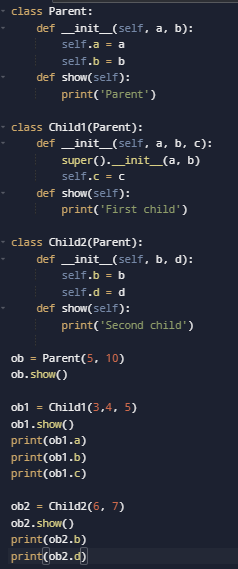 class Parent:
    def __init__(self, a, b):
        self.a = a
        self.b = b
    def show(self):
        print('Parent')

class Child1(Parent):
    def __init__(self, a, b, c):
        super().__init__(a, b)
        self.c = c
    def show(self):
        print('First child')

class Child2(Parent):
    def __init__(self, b, d):
        self.b = b
        self.d = d
    def show(self):
        print('Second child')

ob = Parent(5, 10)
ob.show()

ob1 = Child1(3,4, 5)
ob1.show()
print(ob1.a)
print(ob1.b)
print(ob1.c)

ob2 = Child2(6, 7)
ob2.show()
print(ob2.b)
print(ob2.d)